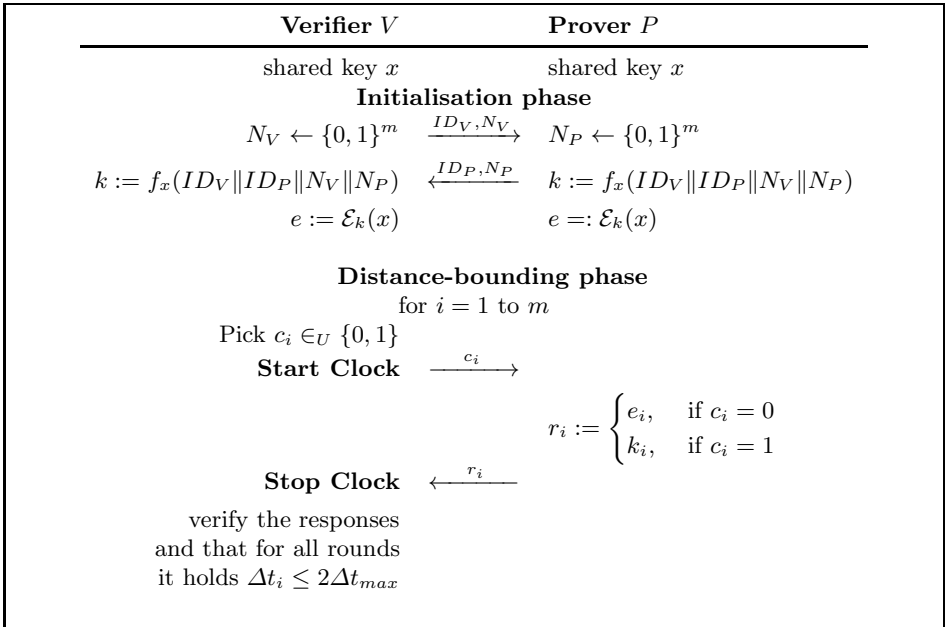 Verifier V Prover P
shared key x shared key x
Initialisation phase
N_V ← {0, 1}^m ID_V, N_V → N_P ← {0, 1}^m
k := f_x(ID_V‖ID_P‖N_V‖N_P) ID_P, N_P ← k := f_x(ID_V‖ID_P‖N_V‖N_P)
e := ℰ_k(x) e =: ℰ_k(x)
Distance-bounding phase
for i = 1 to m
Pick c_i ∈_U {0, 1}
Start Clock c_i →
r_i := { e_i, if c_i = 0
k_i, if c_i = 1
Stop Clock r_i ←
verify the responses
and that for all rounds
it holds Δt_i ≤ 2Δt_{max}